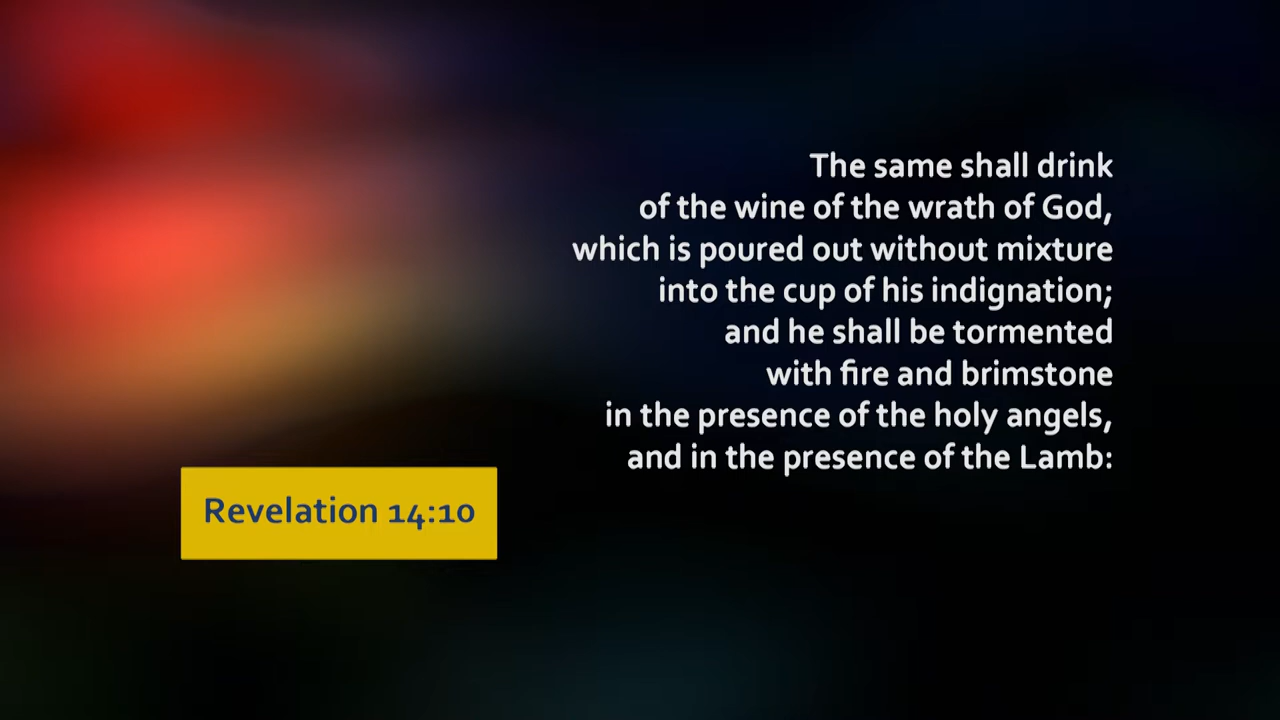 The same shall drink
of the wine of the wrath of God,
which is poured out without mixture
into the cup of his indignation;
and he shall be tormented
with fire and brimstone
in the presence of the holy angels,
and in the presence of the Lamb:
Revelation 14:10